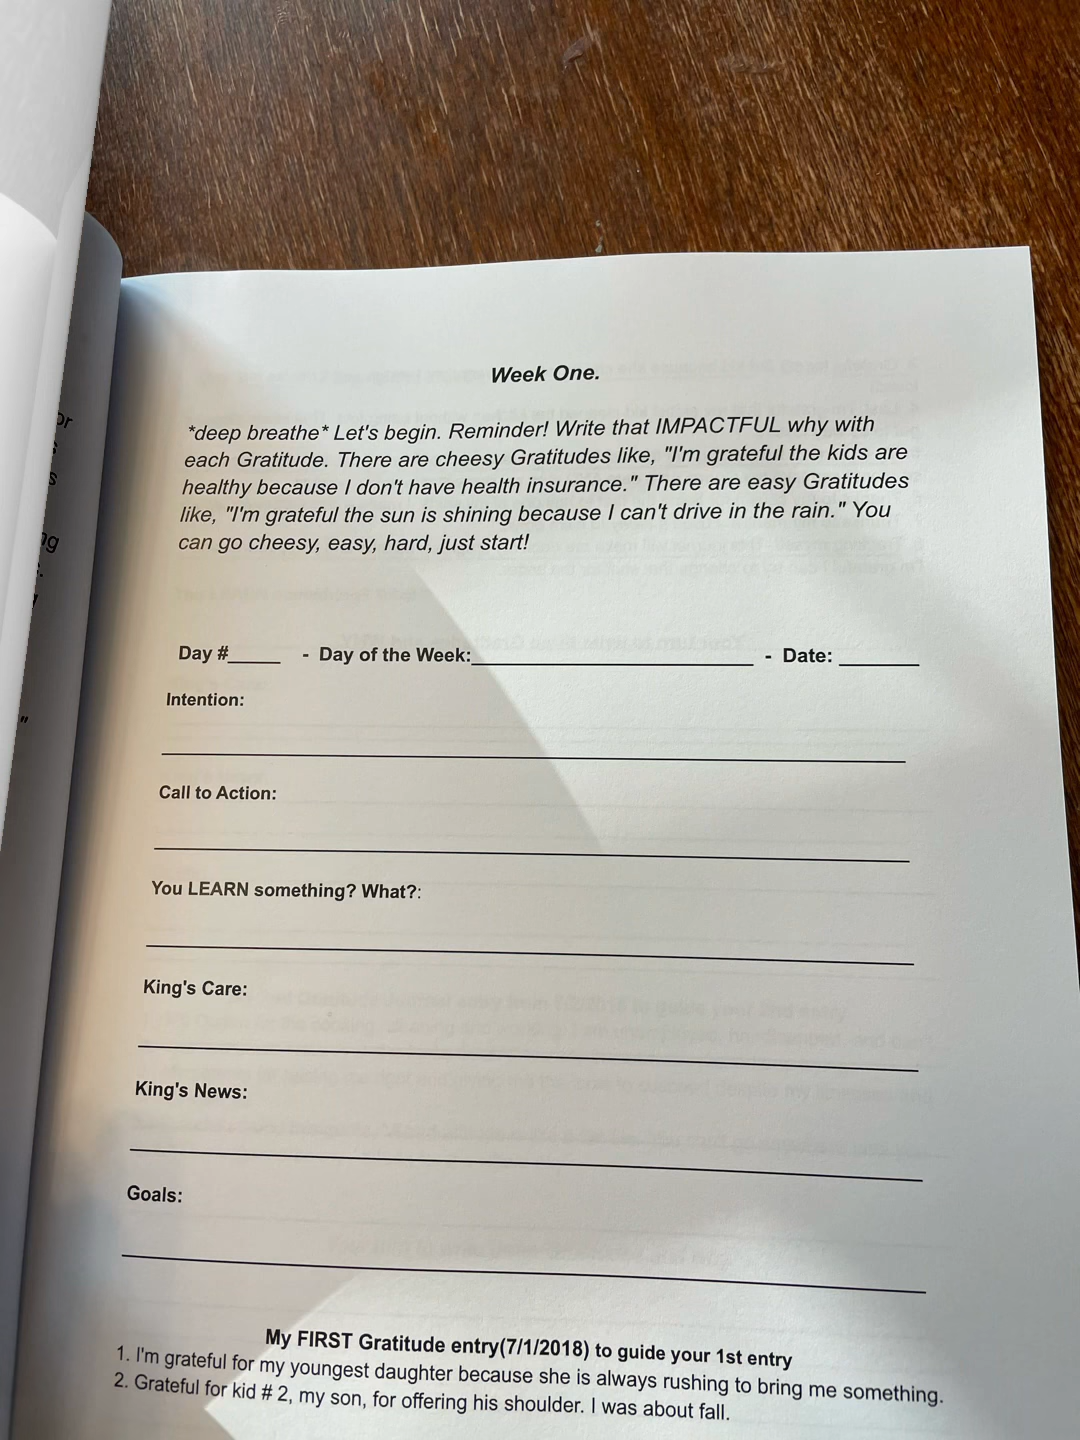 Week One.
*deep breathe* Let's begin. Reminder! Write that IMPACTFUL why with
each Gratitude. There are cheesy Gratitudes like, "I'm grateful the kids are
healthy because I don't have health insurance." There are easy Gratitudes
like, "I'm grateful the sun is shining because I can't drive in the rain." You
can go cheesy, easy, hard, just start!
Day #_____ - Day of the Week:__________________________ - Date: _______
Intention:
Call to Action:
You LEARN something? What?:
King's Care:
King's News:
Goals:
My FIRST Gratitude entry(7/1/2018) to guide your 1st entry
1. I'm grateful for my youngest daughter because she is always rushing to bring me something.
2. Grateful for kid # 2, my son, for offering his shoulder. I was about fall.